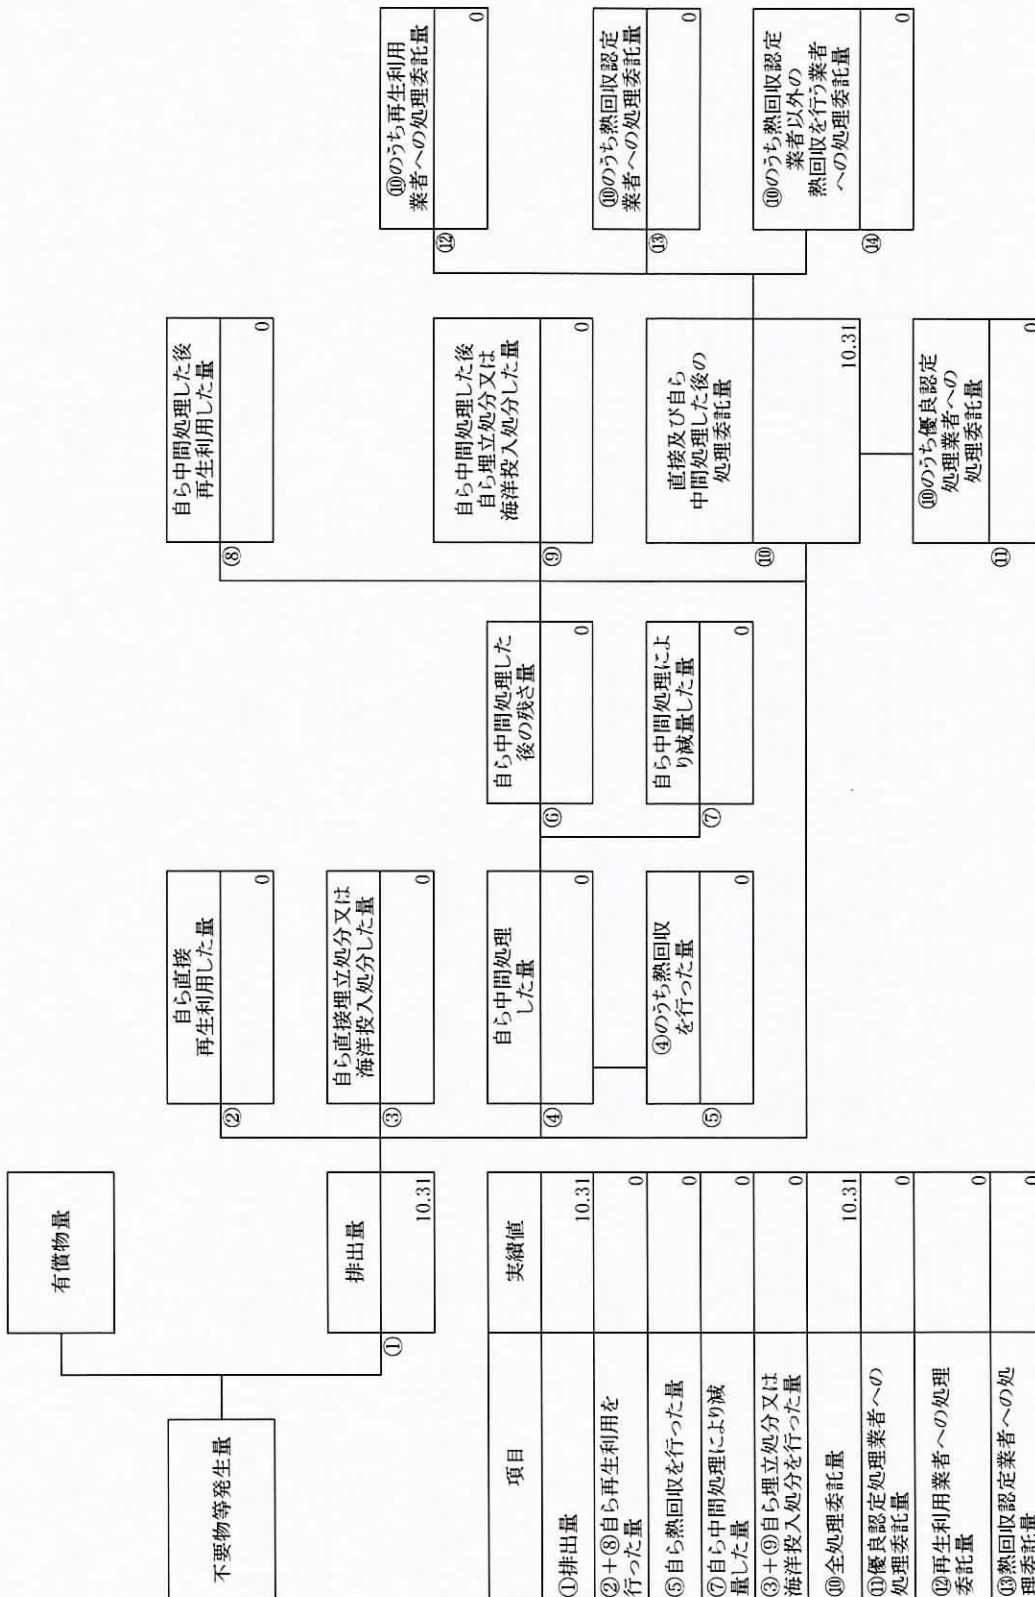 不要物等発生量
有償物量
①
排出量
10.31
②
自ら直接
再生利用した量
0
③
自ら直接埋立処分又は
海洋投入処分した量
0
④
自ら中間処理
した量
0
⑤
④のうち熱回収
を行った量
0
⑥
自ら中間処理した
後の残さ量
0
⑦
自ら中間処理によ
り減量した量
0
⑧
自ら中間処理した後
再生利用した量
0
⑨
自ら中間処理した後
自ら埋立処分又は
海洋投入処分した量
0
⑩
直接及び自ら
中間処理した後の
処理委託量
10.31
⑪
⑩のうち優良認定
処理業者への
処理委託量
0
⑫
⑩のうち再生利用
業者への処理委託量
0
⑬
⑩のうち熱回収認定
業者への処理委託量
0
⑭
⑩のうち熱回収認定
業者以外の
熱回収を行う業者
への処理委託量
0
項目 実績値
①排出量 10.31
②+⑧自ら再生利用を
行った量 0
⑤自ら熱回収を行った量 0
⑦自ら中間処理により減
量した量 0
③+⑨自ら埋立処分又は
海洋投入処分を行った量 0
⑩全処理委託量 10.31
⑪優良認定処理業者への
処理委託量 0
⑫再生利用業者への処理
委託量 0
⑬熱回収認定業者への処
理委託量 0